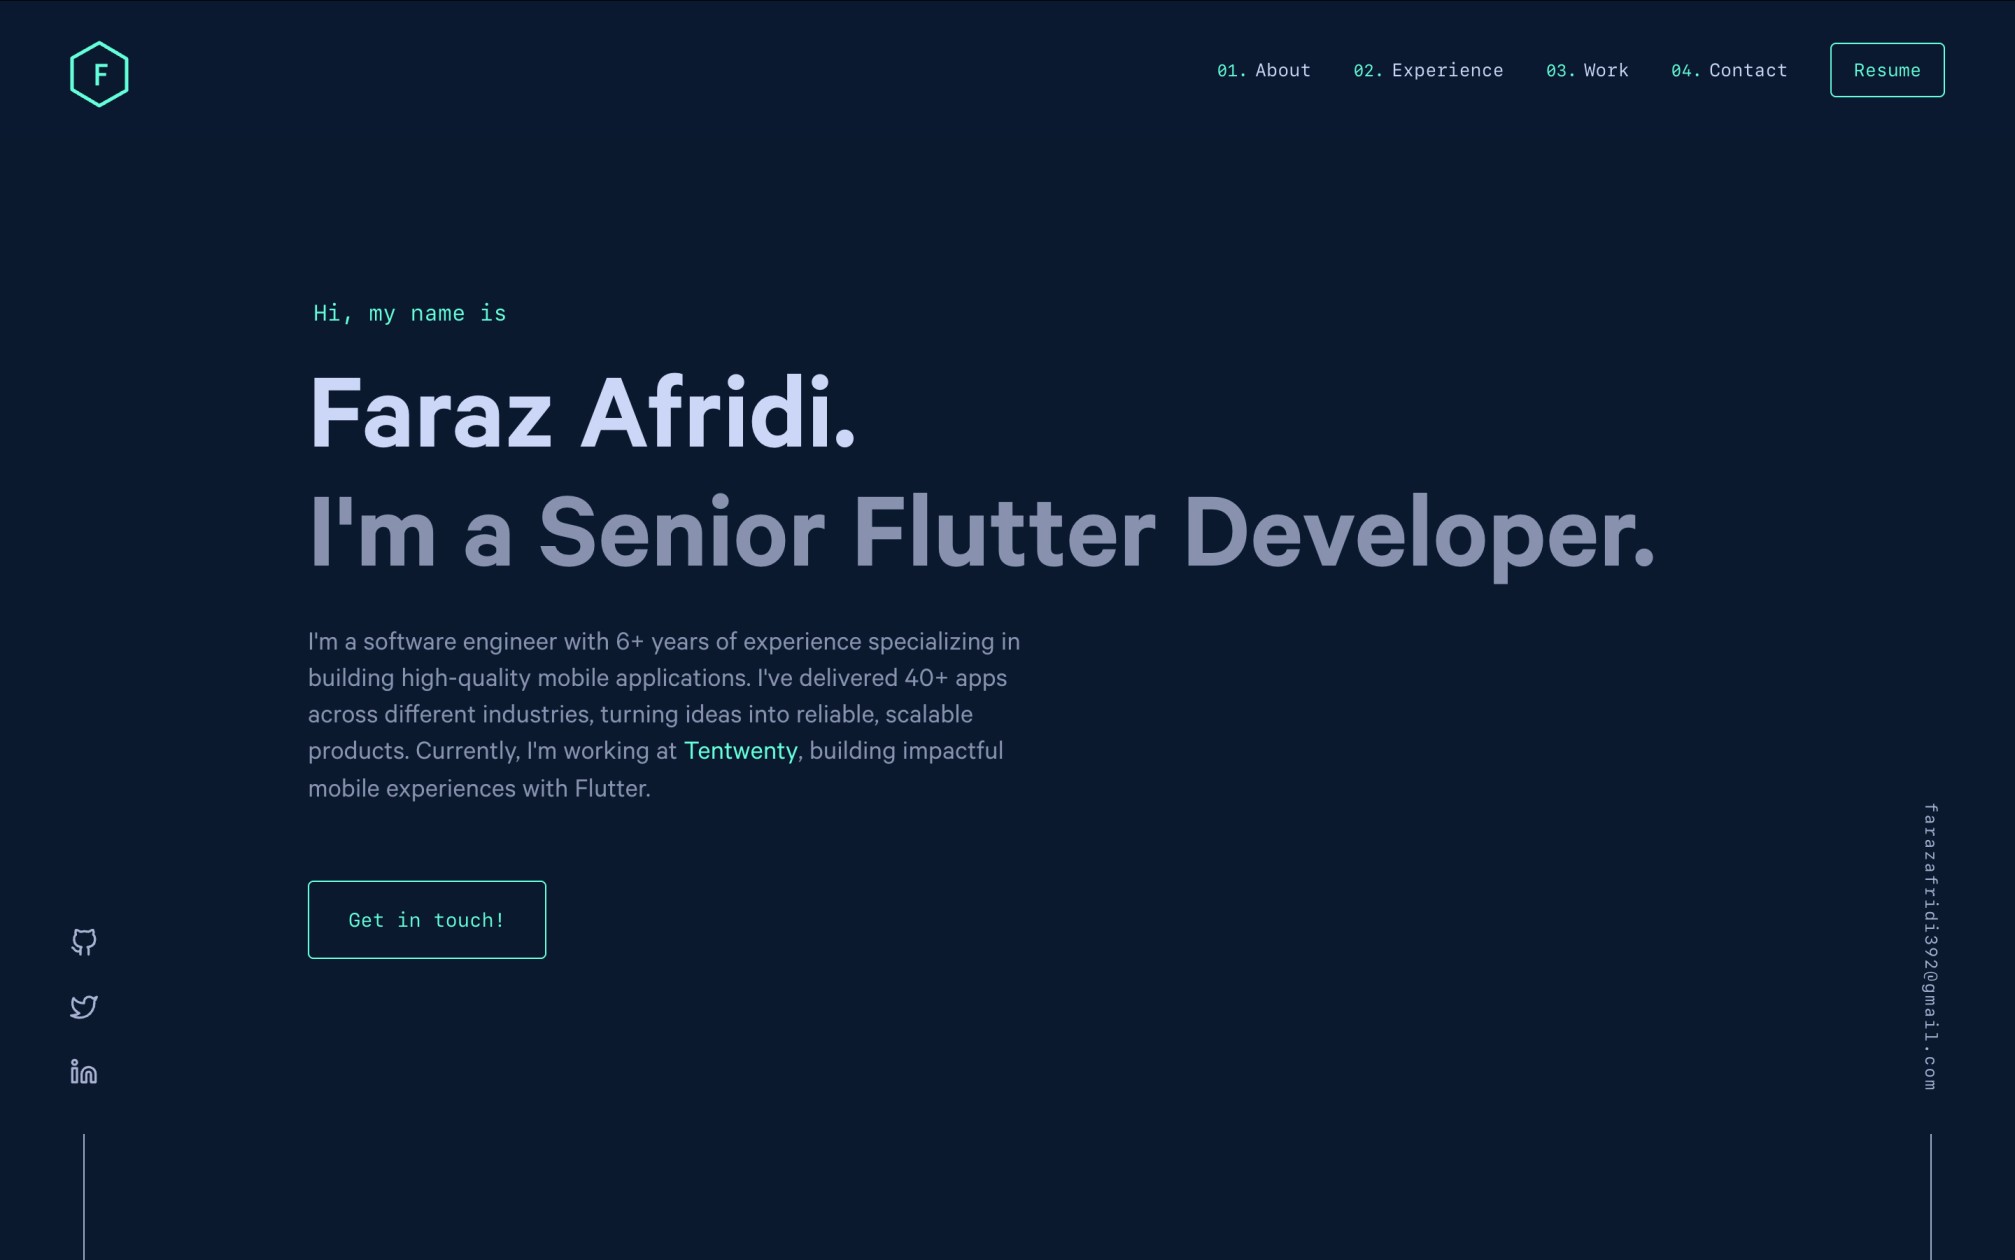 F
01. About 02. Experience 03. Work 04. Contact Resume
Hi, my name is
Faraz Afridi.
I'm a Senior Flutter Developer.
I'm a software engineer with 6+ years of experience specializing in
building high-quality mobile applications. I've delivered 40+ apps
across different industries, turning ideas into reliable, scalable
products. Currently, I'm working at Tentwenty, building impactful
mobile experiences with Flutter.
Get in touch!
in
farazafridi392@gmail.com